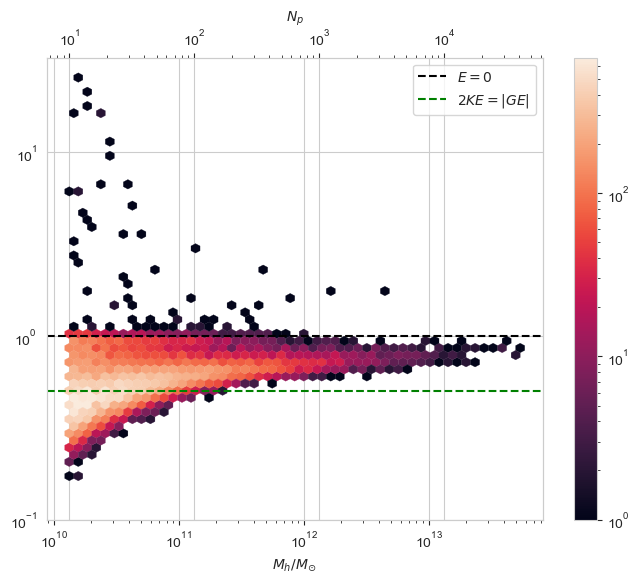 $N_p$
$10^1$ $10^2$ $10^3$ $10^4$
$E = 0$
$2KE = |GE|$
$10^1$
$10^0$
$10^{-1}$
$10^{10}$ $10^{11}$ $10^{12}$ $10^{13}$
$M_h/M_\odot$
$10^2$
$10^1$
$10^0$